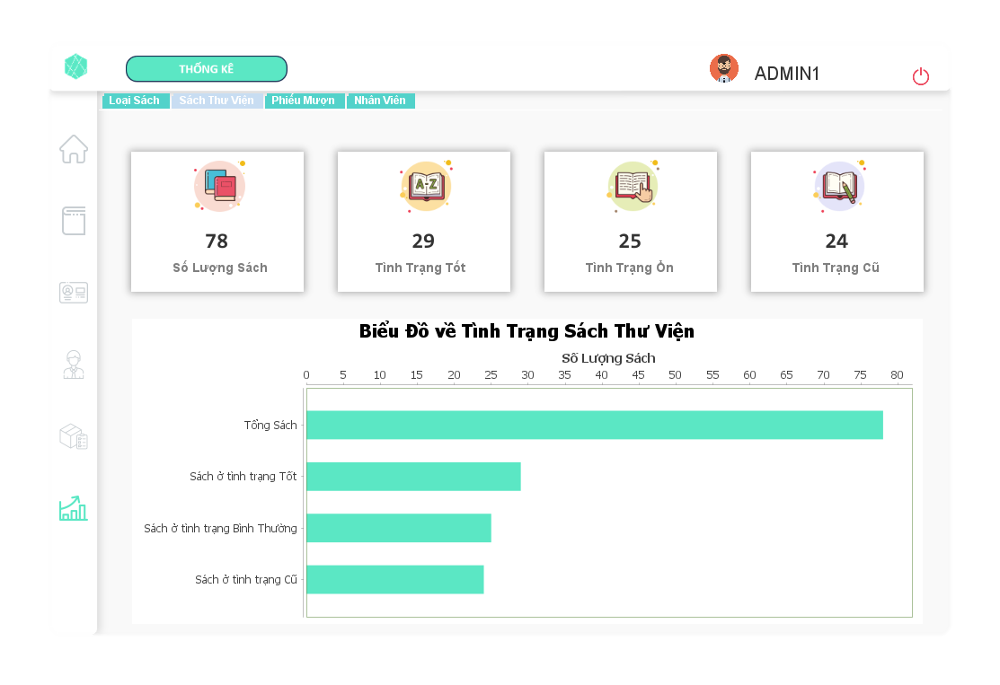 THỐNG KÊ
ADMIN1
Loại Sách Sách Thư Viện Phiếu Mượn Nhân Viên
A-Z
78 29 25 24
Số Lượng Sách Tình Trạng Tốt Tình Trạng Ổn Tình Trạng Cũ
Biểu Đồ về Tình Trạng Sách Thư Viện
Số Lượng Sách
0 5 10 15 20 25 30 35 40 45 50 55 60 65 70 75 80
Tổng Sách
Sách ở tình trạng Tốt
Sách ở tình trạng Bình Thường
Sách ở tình trạng Cũ